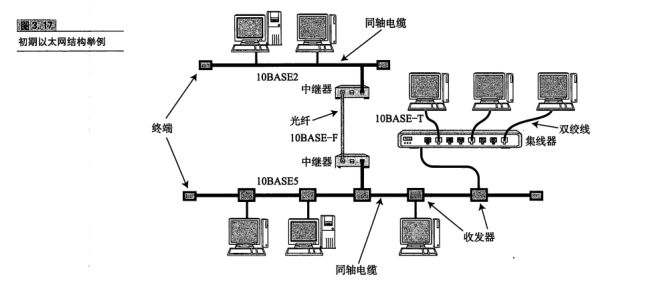 图3.17
初期以太网结构举例
同轴电缆
10BASE2
中继器
光纤
10BASE-F
中继器
10BASE-T
双绞线
集线器
终端
10BASE5
收发器
同轴电缆